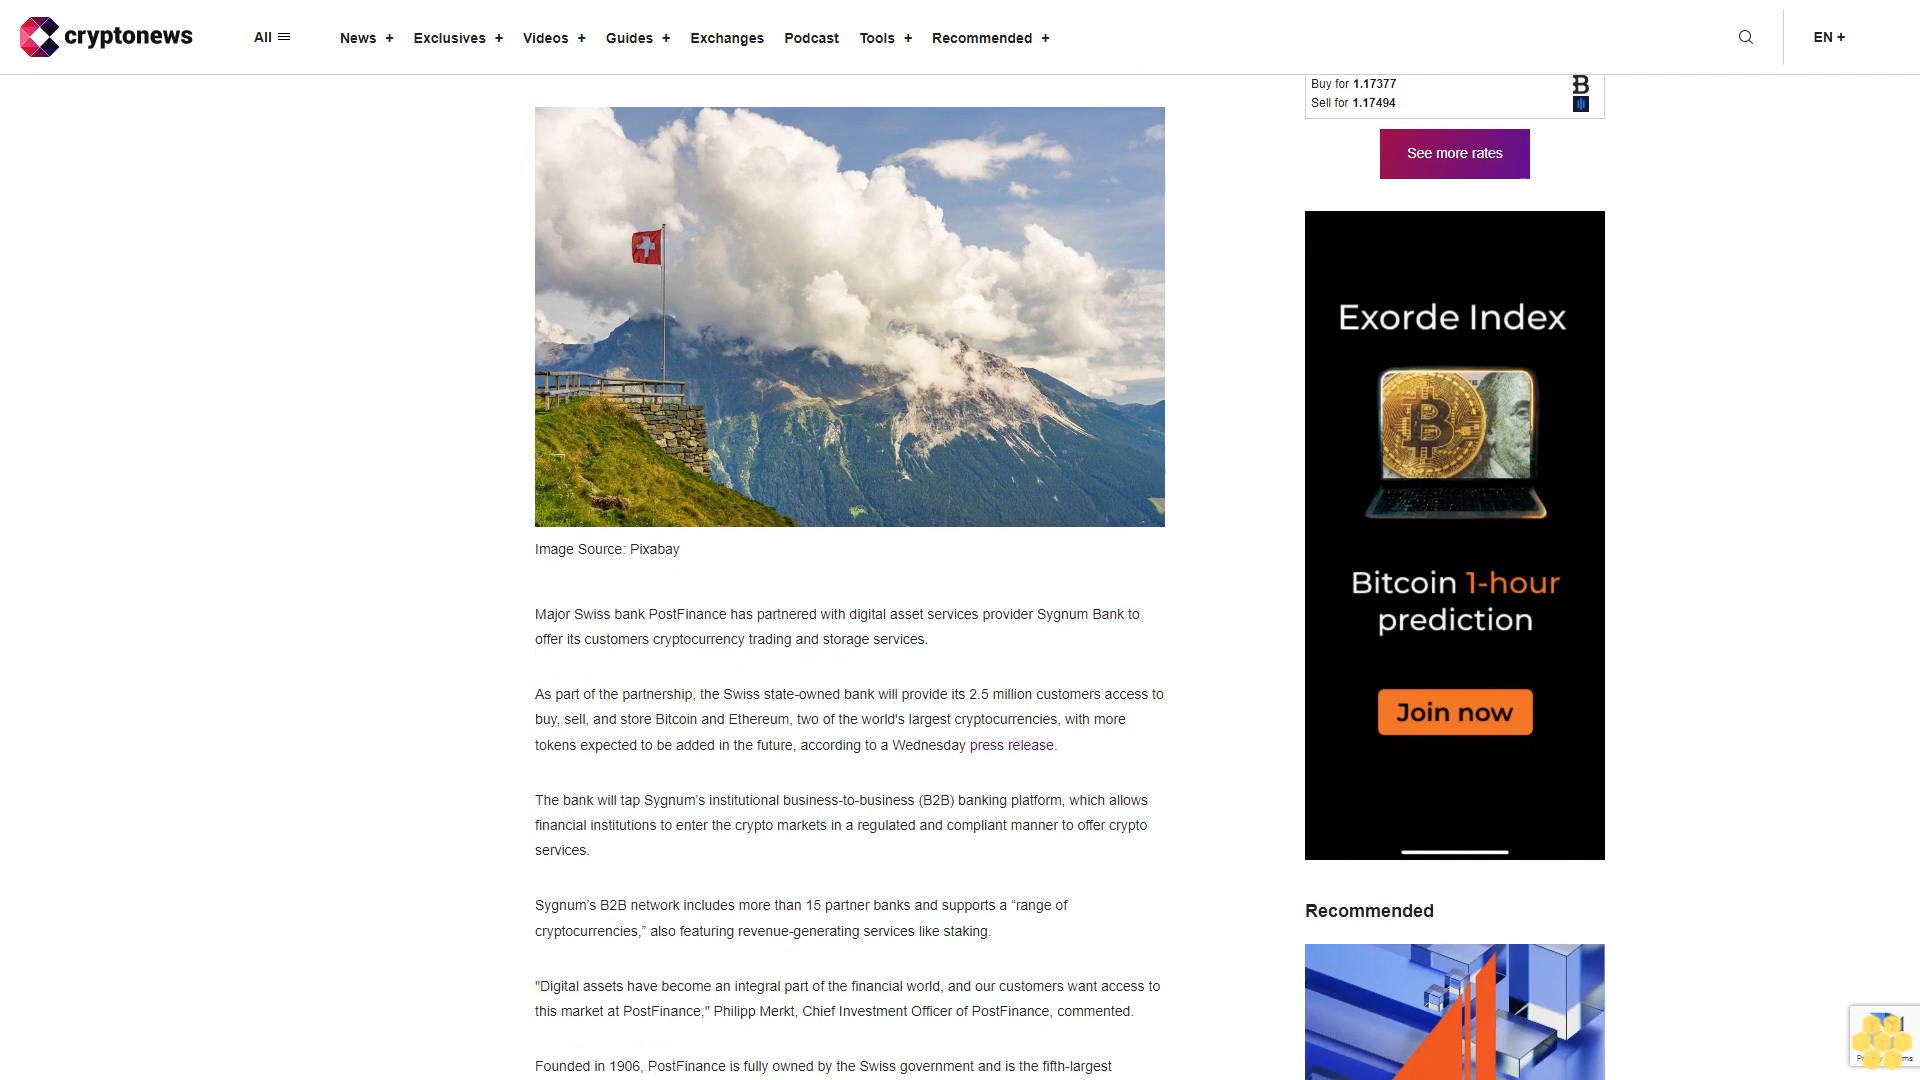 cryptonews
All
News +
Exclusives +
Videos +
Guides +
Exchanges
Podcast
Tools +
Recommended +
EN +
Buy for 1.17377
Sell for 1.17494
See more rates
Image Source: Pixabay
Major Swiss bank PostFinance has partnered with digital asset services provider Sygnum Bank to
offer its customers cryptocurrency trading and storage services.
As part of the partnership, the Swiss state-owned bank will provide its 2.5 million customers access to
buy, sell, and store Bitcoin and Ethereum, two of the world's largest cryptocurrencies, with more
tokens expected to be added in the future, according to a Wednesday press release.
The bank will tap Sygnum’s institutional business-to-business (B2B) banking platform, which allows
financial institutions to enter the crypto markets in a regulated and compliant manner to offer crypto
services.
Sygnum’s B2B network includes more than 15 partner banks and supports a “range of
cryptocurrencies,” also featuring revenue-generating services like staking.
"Digital assets have become an integral part of the financial world, and our customers want access to
this market at PostFinance," Philipp Merkt, Chief Investment Officer of PostFinance, commented.
Founded in 1906, PostFinance is fully owned by the Swiss government and is the fifth-largest
Exorde Index
Bitcoin 1-hour
prediction
Join now
Recommended